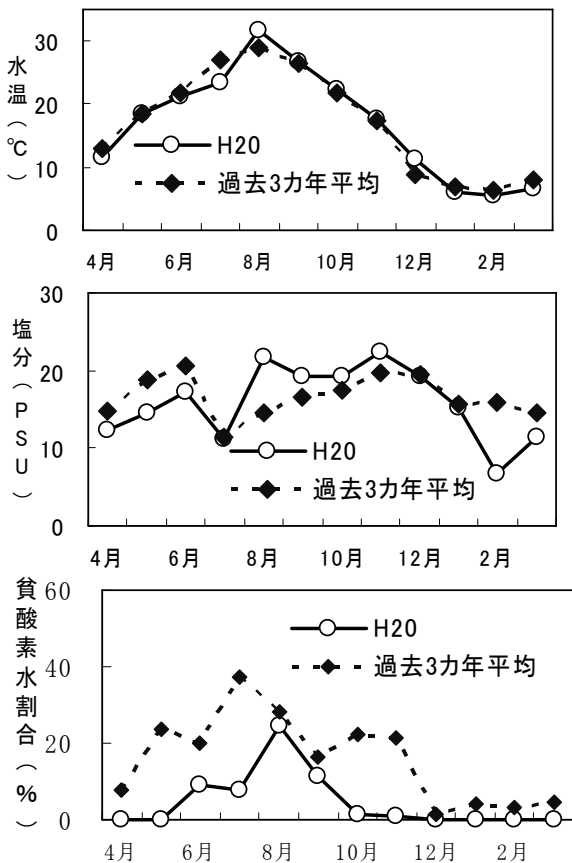 水温(℃)
30
20
10
0
H20
過去3カ年平均
4月 6月 8月 10月 12月 2月
塩分(PSU)
30
20
10
0
H20
過去3カ年平均
4月 6月 8月 10月 12月 2月
貧酸素水割合(%)
60
40
20
0
H20
過去3カ年平均
4月 6月 8月 10月 12月 2月